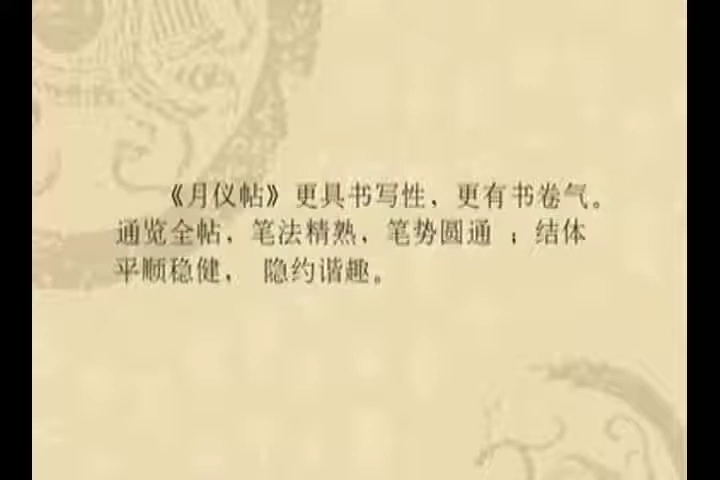 《月仪帖》更具书写性，更有书卷气。
通览全帖，笔法精熟，笔势圆通；结体
平顺稳健， 隐约谐趣。